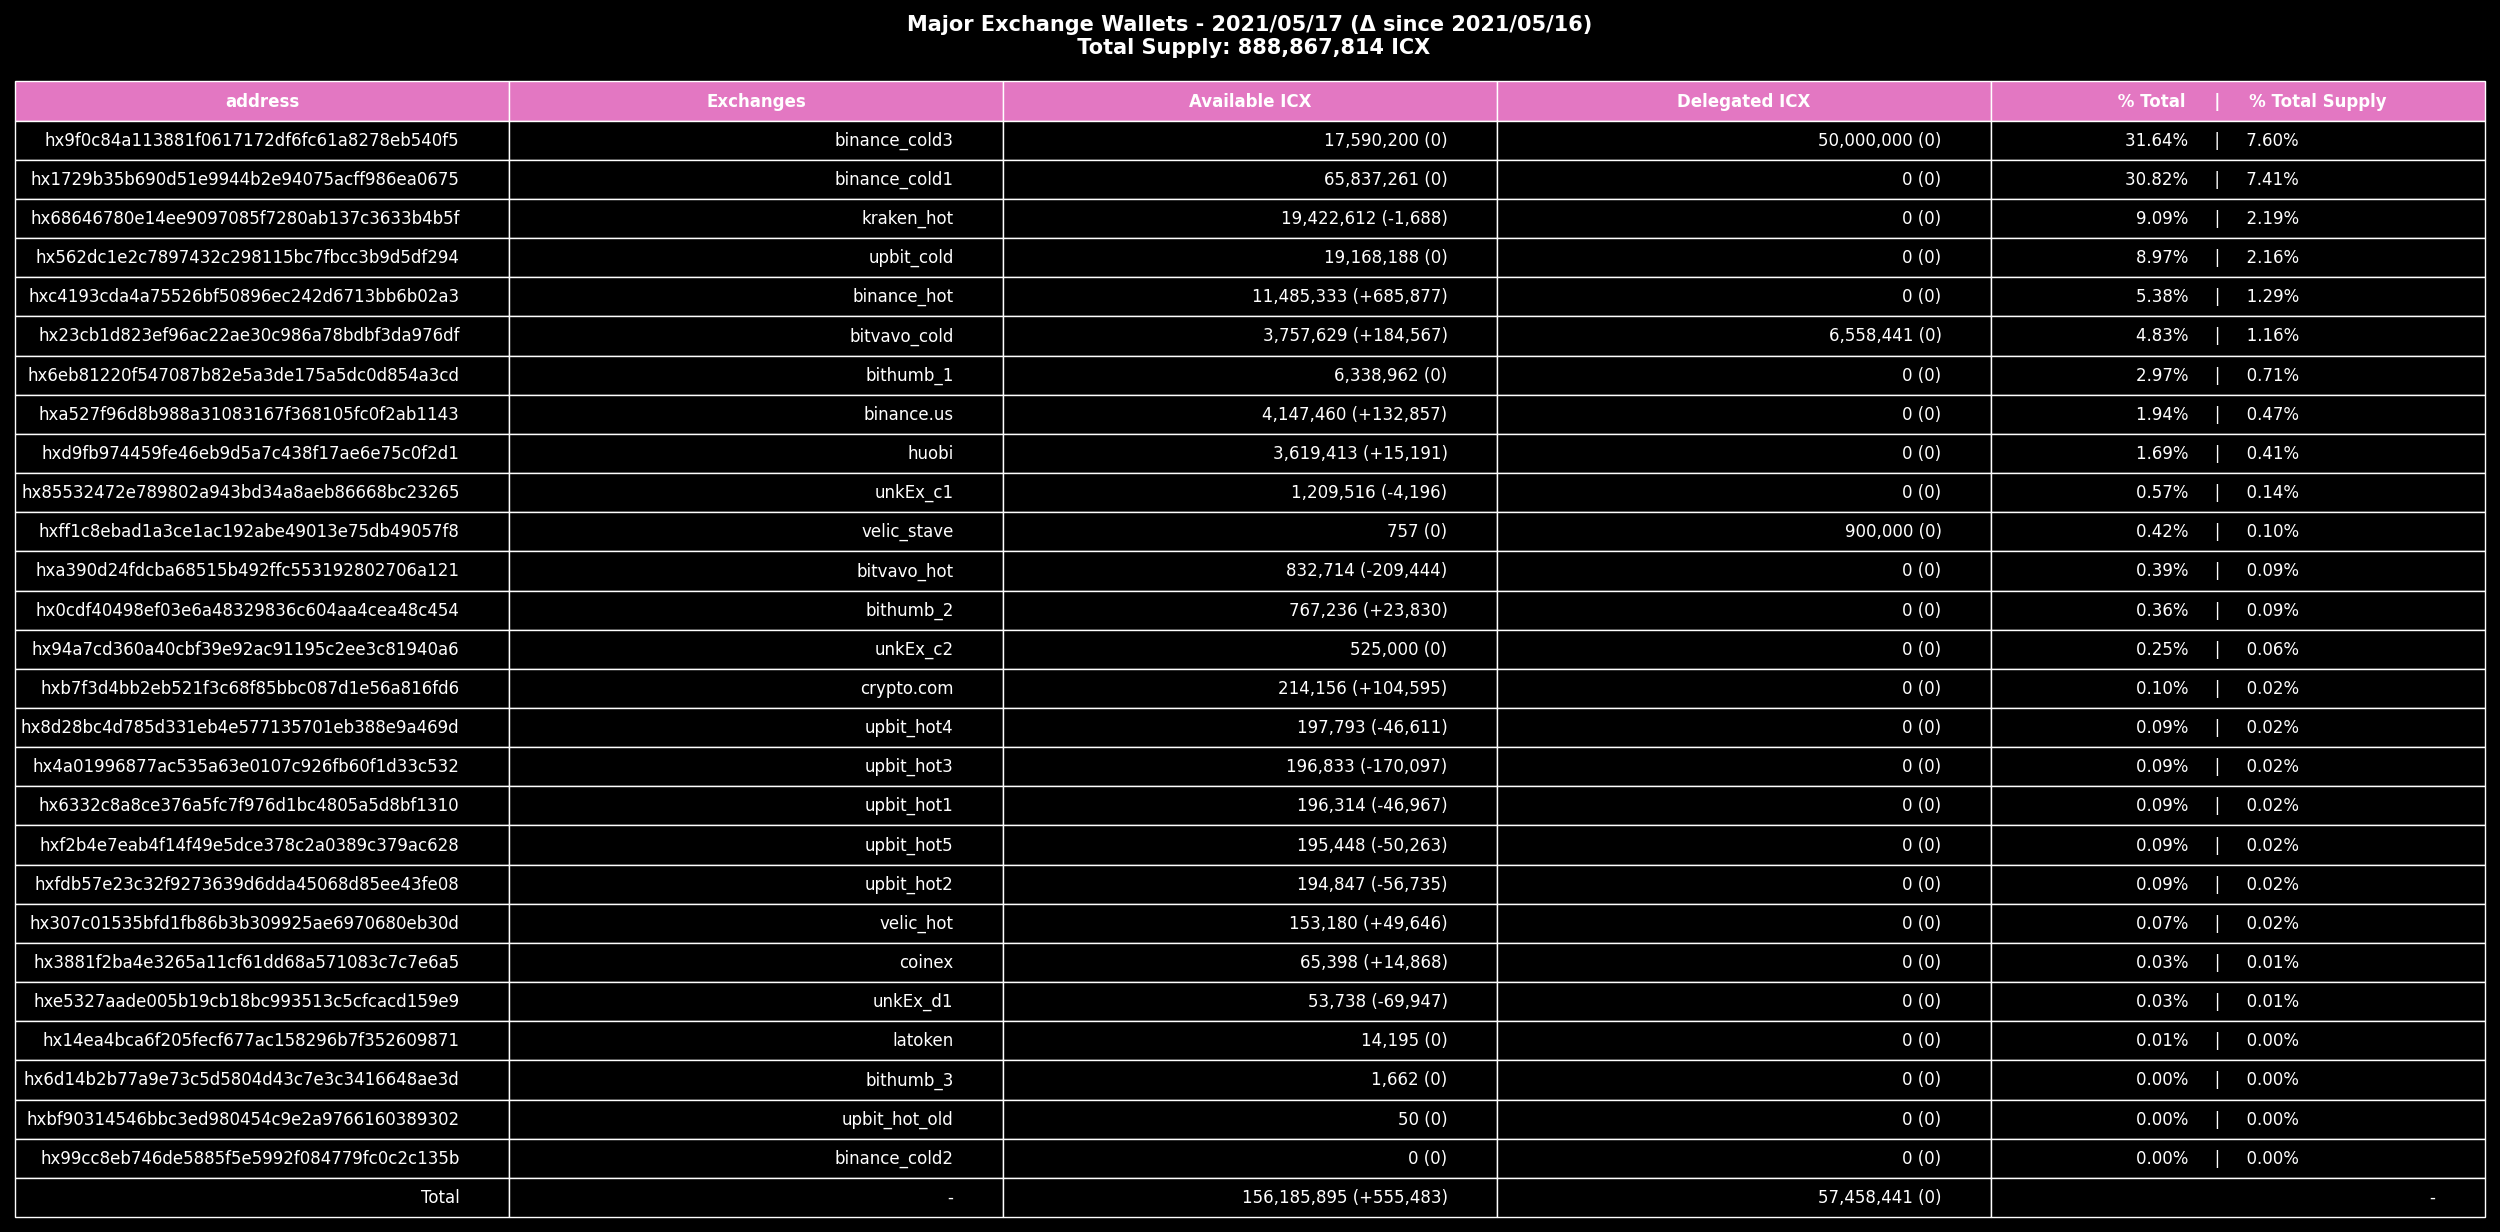 Major Exchange Wallets - 2021/05/17 (Δ since 2021/05/16)
Total Supply: 888,867,814 ICX
address Exchanges Available ICX Delegated ICX % Total | % Total Supply
hx9f0c84a113881f0617172df6fc61a8278eb540f5 binance_cold3 17,590,200 (0) 50,000,000 (0) 31.64% | 7.60%
hx1729b35b690d51e9944b2e94075acff986ea0675 binance_cold1 65,837,261 (0) 0 (0) 30.82% | 7.41%
hx68646780e14ee9097085f7280ab137c3633b4b5f kraken_hot 19,422,612 (-1,688) 0 (0) 9.09% | 2.19%
hx562dc1e2c7897432c298115bc7fbcc3b9d5df294 upbit_cold 19,168,188 (0) 0 (0) 8.97% | 2.16%
hxc4193cda4a75526bf50896ec242d6713bb6b02a3 binance_hot 11,485,333 (+685,877) 0 (0) 5.38% | 1.29%
hx23cb1d823ef96ac22ae30c986a78bdbf3da976df bitvavo_cold 3,757,629 (+184,567) 6,558,441 (0) 4.83% | 1.16%
hx6eb81220f547087b82e5a3de175a5dc0d854a3cd bithumb_1 6,338,962 (0) 0 (0) 2.97% | 0.71%
hxa527f96d8b988a31083167f368105fc0f2ab1143 binance.us 4,147,460 (+132,857) 0 (0) 1.94% | 0.47%
hxd9fb974459fe46eb9d5a7c438f17ae6e75c0f2d1 huobi 3,619,413 (+15,191) 0 (0) 1.69% | 0.41%
hx85532472e789802a943bd34a8aeb86668bc23265 unkEx_c1 1,209,516 (-4,196) 0 (0) 0.57% | 0.14%
hxff1c8ebad1a3ce1ac192abe49013e75db49057f8 velic_stave 757 (0) 900,000 (0) 0.42% | 0.10%
hxa390d24fdcba68515b492ffc553192802706a121 bitvavo_hot 832,714 (-209,444) 0 (0) 0.39% | 0.09%
hx0cdf40498ef03e6a48329836c604aa4cea48c454 bithumb_2 767,236 (+23,830) 0 (0) 0.36% | 0.09%
hx94a7cd360a40cbf39e92ac91195c2ee3c81940a6 unkEx_c2 525,000 (0) 0 (0) 0.25% | 0.06%
hxb7f3d4bb2eb521f3c68f85bbc087d1e56a816fd6 crypto.com 214,156 (+104,595) 0 (0) 0.10% | 0.02%
hx8d28bc4d785d331eb4e577135701eb388e9a469d upbit_hot4 197,793 (-46,611) 0 (0) 0.09% | 0.02%
hx4a01996877ac535a63e0107c926fb60f1d33c532 upbit_hot3 196,833 (-170,097) 0 (0) 0.09% | 0.02%
hx6332c8a8ce376a5fc7f976d1bc4805a5d8bf1310 upbit_hot1 196,314 (-46,967) 0 (0) 0.09% | 0.02%
hxf2b4e7eab4f14f49e5dce378c2a0389c379ac628 upbit_hot5 195,448 (-50,263) 0 (0) 0.09% | 0.02%
hxfdb57e23c32f9273639d6dda45068d85ee43fe08 upbit_hot2 194,847 (-56,735) 0 (0) 0.09% | 0.02%
hx307c01535bfd1fb86b3b309925ae6970680eb30d velic_hot 153,180 (+49,646) 0 (0) 0.07% | 0.02%
hx3881f2ba4e3265a11cf61dd68a571083c7c7e6a5 coinex 65,398 (+14,868) 0 (0) 0.03% | 0.01%
hxe5327aade005b19cb18bc993513c5cfcacd159e9 unkEx_d1 53,738 (-69,947) 0 (0) 0.03% | 0.01%
hx14ea4bca6f205fecf677ac158296b7f352609871 latoken 14,195 (0) 0 (0) 0.01% | 0.00%
hx6d14b2b77a9e73c5d5804d43c7e3c3416648ae3d bithumb_3 1,662 (0) 0 (0) 0.00% | 0.00%
hxbf90314546bbc3ed980454c9e2a9766160389302 upbit_hot_old 50 (0) 0 (0) 0.00% | 0.00%
hx99cc8eb746de5885f5e5992f084779fc0c2c135b binance_cold2 0 (0) 0 (0) 0.00% | 0.00%
Total - 156,185,895 (+555,483) 57,458,441 (0) -